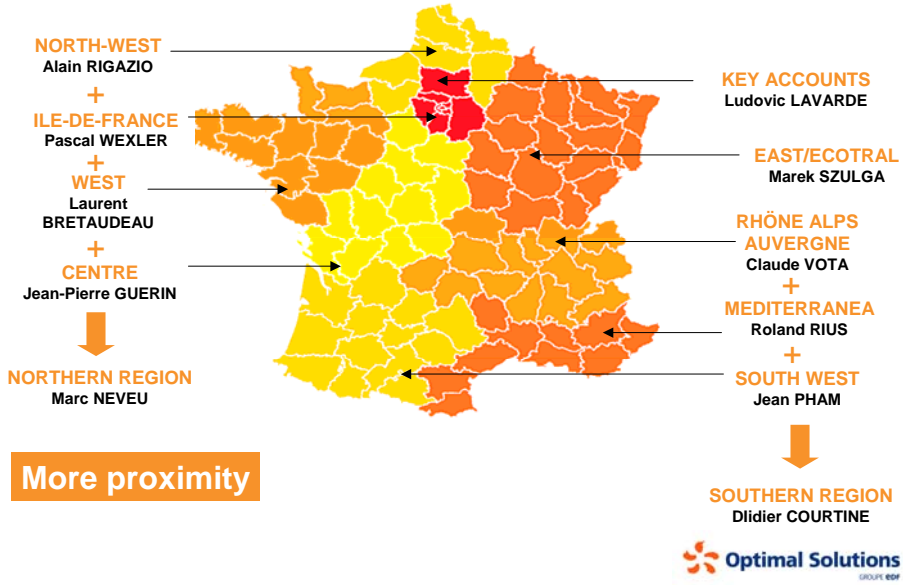 NORTH-WEST
Alain RIGAZIO
+
ILE-DE-FRANCE
Pascal WEXLER
+
WEST
Laurent
BRETAUDEAU
+
CENTRE
Jean-Pierre GUERIN
NORTHERN REGION
Marc NEVEU
More proximity
KEY ACCOUNTS
Ludovic LAVARDE
EAST/ECOTRAL
Marek SZULGA
RHÖNE ALPS
AUVERGNE
Claude VOTA
+
MEDITERRANEA
Roland RIUS
+
SOUTH WEST
Jean PHAM
SOUTHERN REGION
Dlidier COURTINE
Optimal Solutions
GROUPE EDF